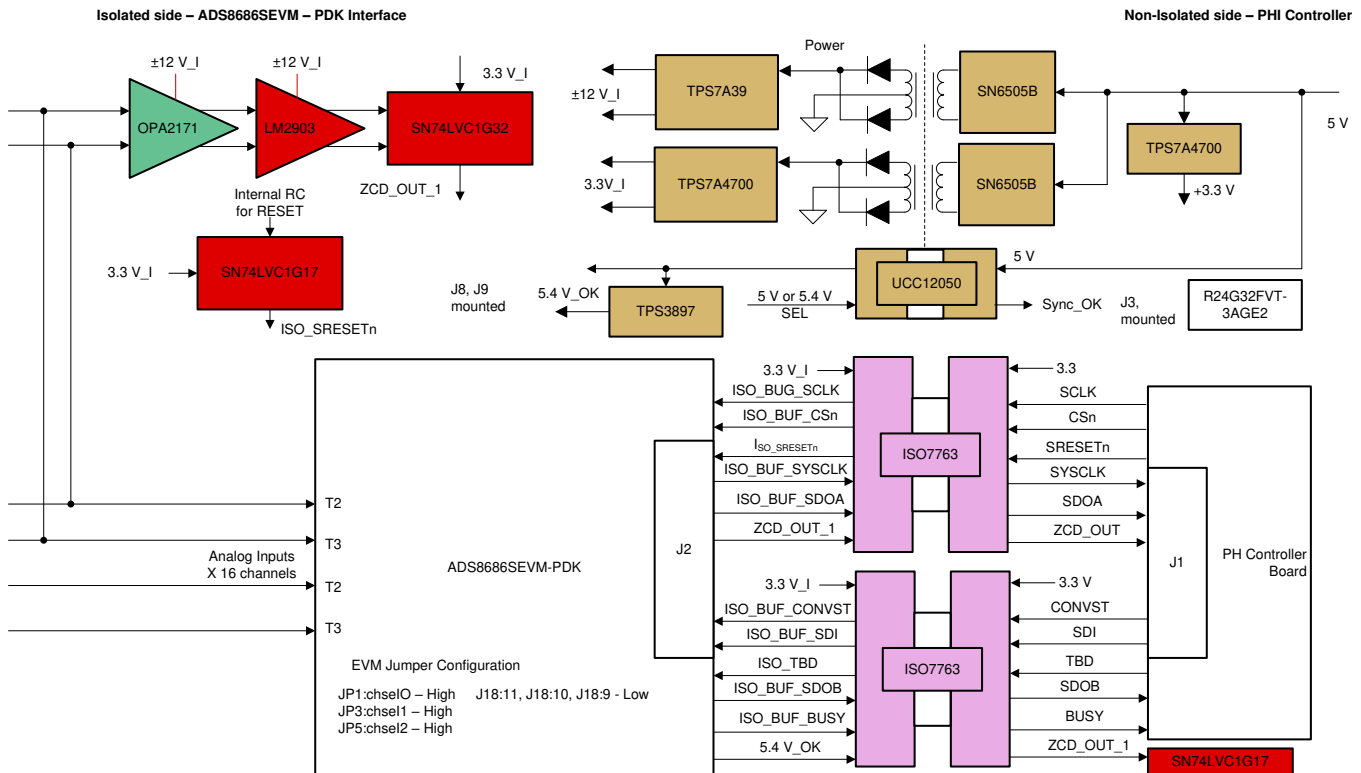 Isolated side – ADS8686SEVM – PDK Interface
Non-Isolated side – PHI Controller
±12 V_I
±12 V_I
3.3 V_I
OPA2171
LM2903
SN74LVC1G32
ZCD_OUT_1
Internal RC
for RESET
3.3 V_I
SN74LVC1G17
ISO_SRESETn
Power
±12 V_I
TPS7A39
SN6505B
5 V
3.3V_I
TPS7A4700
SN6505B
TPS7A4700
+3.3 V
J8, J9
mounted
5.4 V_OK
TPS3897
5 V or 5.4 V
SEL
UCC12050
5 V
Sync_OK
J3,
mounted
R24G32FVT-
3AGE2
T2
T3
Analog Inputs
X 16 channels
T2
T3
ADS8686SEVM-PDK
EVM Jumper Configuration
JP1:chselO – High J18:11, J18:10, J18:9 - Low
JP3:chsel1 – High
JP5:chsel2 – High
J2
3.3 V_I
ISO_BUG_SCLK
ISO_BUF_CSn
ISO_SRESETn
ISO_BUF_SYSCLK
ISO_BUF_SDOA
ZCD_OUT_1
ISO7763
3.3
SCLK
CSn
SRESETn
SYSCLK
SDOA
ZCD_OUT
3.3 V_I
ISO_BUF_CONVST
ISO_BUF_SDI
ISO_TBD
ISO_BUF_SDOB
ISO_BUF_BUSY
5.4 V_OK
ISO7763
3.3 V
CONVST
SDI
TBD
SDOB
BUSY
ZCD_OUT_1
J1
PH Controller
Board
SN74LVC1G17